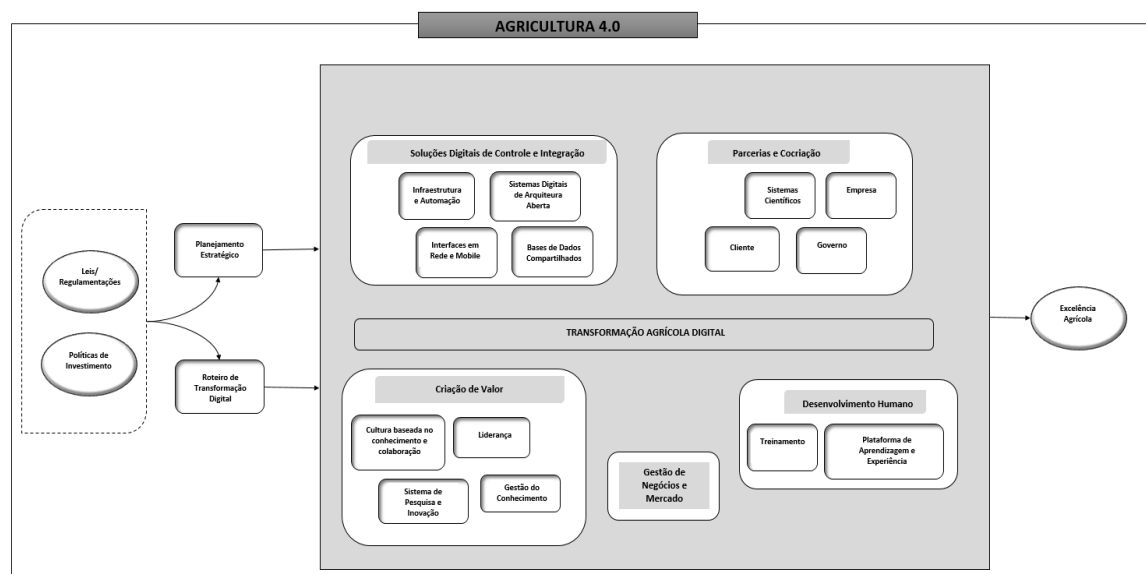 AGRICULTURA 4.0
Leis/
Regulamentações
Políticas de
Investimento
Planejamento
Estratégico
Roteiro de
Transformação
Digital
Soluções Digitais de Controle e Integração
Infraestrutura
e Automação
Sistemas Digitais
de Arquiteura
Aberta
Interfaces em
Rede e Mobile
Bases de Dados
Compartilhados
Parcerias e Cocriação
Sistemas
Científicos
Empresa
Cliente
Governo
TRANSFORMAÇÃO AGRÍCOLA DIGITAL
Criação de Valor
Cultura baseada no
conhecimento e
colaboração
Liderança
Sistema de
Pesquisa e
Inovação
Gestão do
Conhecimento
Gestão de
Negócios e
Mercado
Desenvolvimento Humano
Treinamento
Plataforma de
Aprendizagem e
Experiência
Excelência
Agrícola